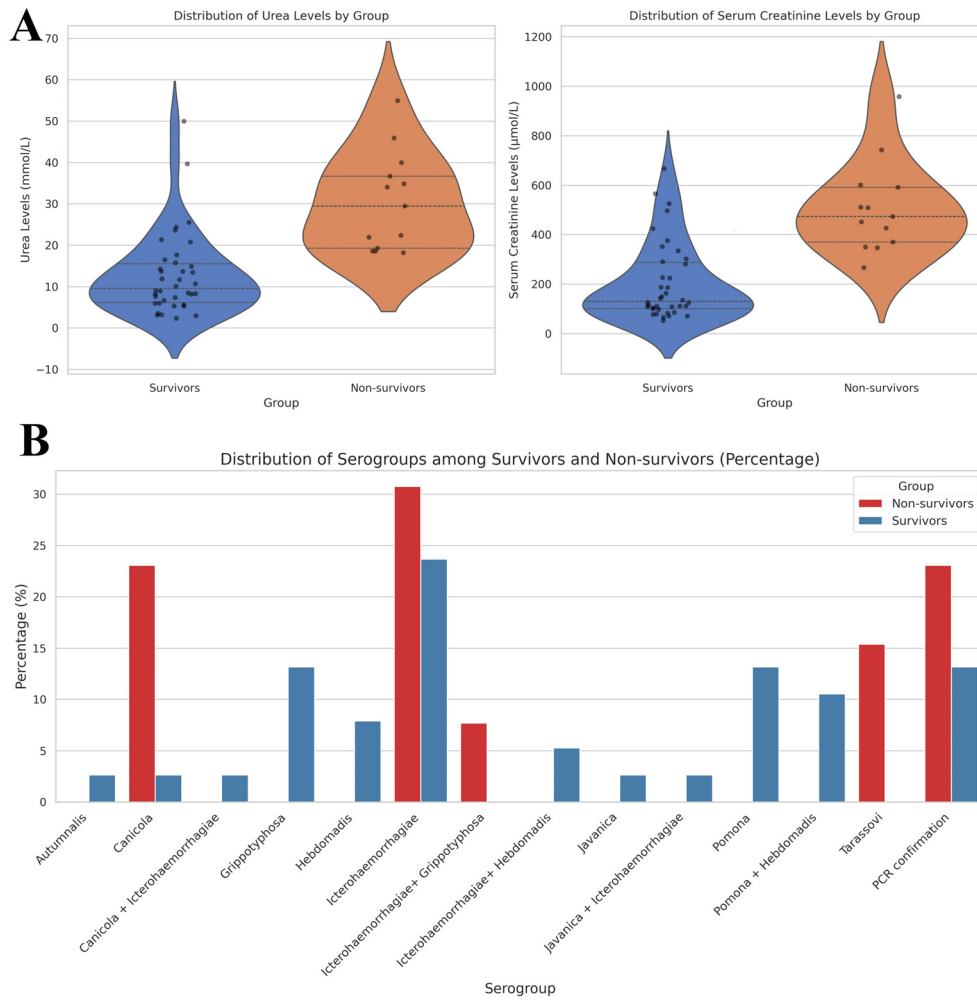 A
Distribution of Urea Levels by Group
Urea Levels (mmol/L)
70
60
50
40
30
20
10
0
−10
Survivors
Non-survivors
Group
Distribution of Serum Creatinine Levels by Group
Serum Creatinine Levels (µmol/L)
1200
1000
800
600
400
200
0
Survivors
Non-survivors
Group
B
Distribution of Serogroups among Survivors and Non-survivors (Percentage)
Group
Non-survivors
Survivors
Percentage (%)
30
25
20
15
10
5
0
Autumnalis
Canicola
Canicola + Icterohaemorrhagiae
Grippotyphosa
Hebdomadis
Icterohaemorrhagiae
Icterohaemorrhagiae+ Grippotyphosa
Icterohaemorrhagiae+ Hebdomadis
Javanica
Javanica + Icterohaemorrhagiae
Pomona
Pomona + Hebdomadis
Tarassovi
PCR confirmation
Serogroup